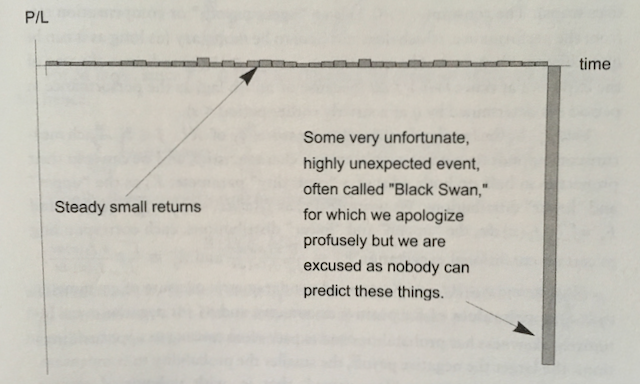 P/L
time
Steady small returns
Some very unfortunate,
highly unexpected event,
often called "Black Swan,"
for which we apologize
profusely but we are
excused as nobody can
predict these things.